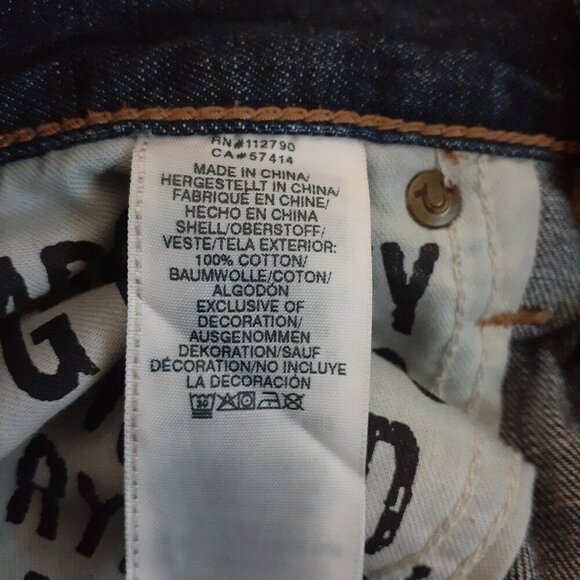 RN#112790
CA#57414
MADE IN CHINA/
HERGESTELLT IN CHINA/
FABRIQUÉ EN CHINE/
HECHO EN CHINA
SHELL/OBERSTOFF/
VESTE/TELA EXTERIOR:
100% COTTON/
BAUMWOLLE/COTON/
ALGODÓN
EXCLUSIVE OF
DECORATION/
AUSGENOMMEN
DEKORATION/SAUF
DÉCORATION/NO INCLUYE
LA DECORACIÓN
30